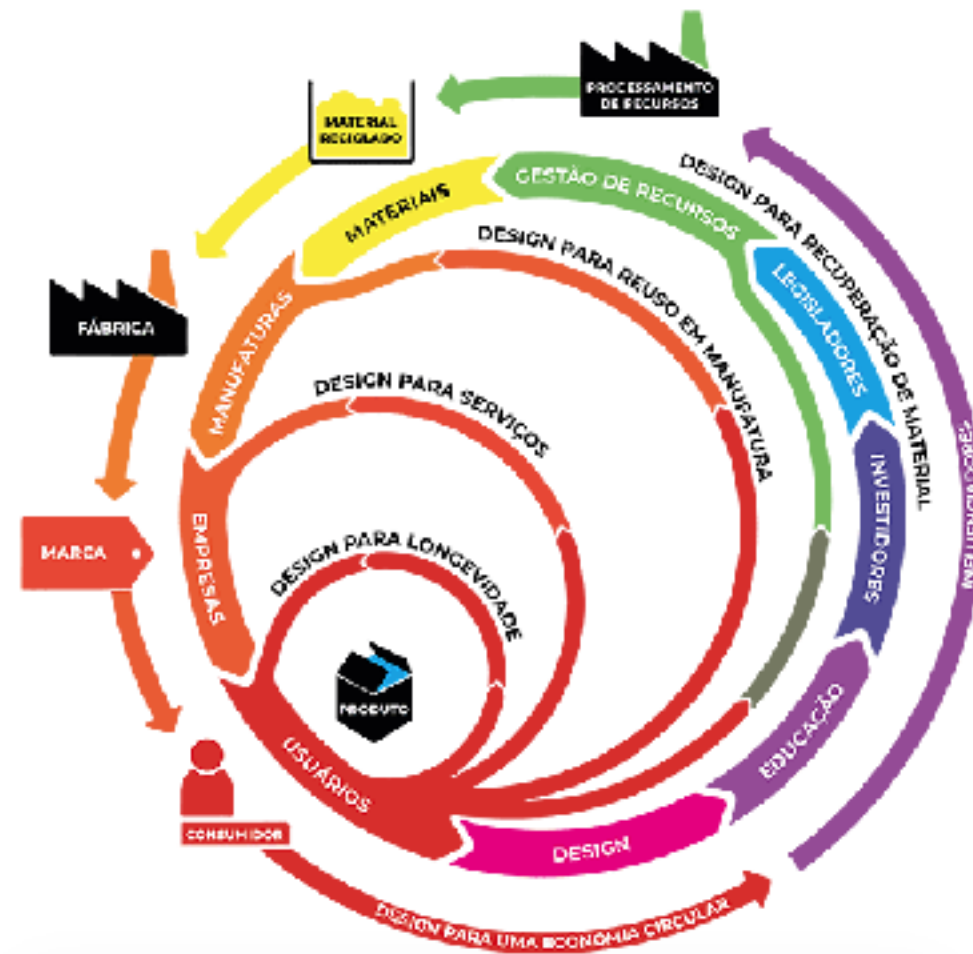 PROCESSAMENTO
DE RECURSOS
MATERIAL
RECICLADO
GESTÃO DE RECURSOS
MATERIAIS
DESIGN PARA RECUPERAÇÃO DE MATERIAL
LEGISLADORES
DESIGN PARA REUSO EM MANUFATURA
MANUFATURAS
FÁBRICA
DESIGN PARA SERVIÇOS
INVESTIDORES
EMPRESAS
MARCA
DESIGN PARA LONGEVIDADE
PRODUTO
EDUCAÇÃO
USUÁRIOS
CONSUMIDOR
DESIGN
DESIGN PARA UMA ECONOMIA CIRCULAR